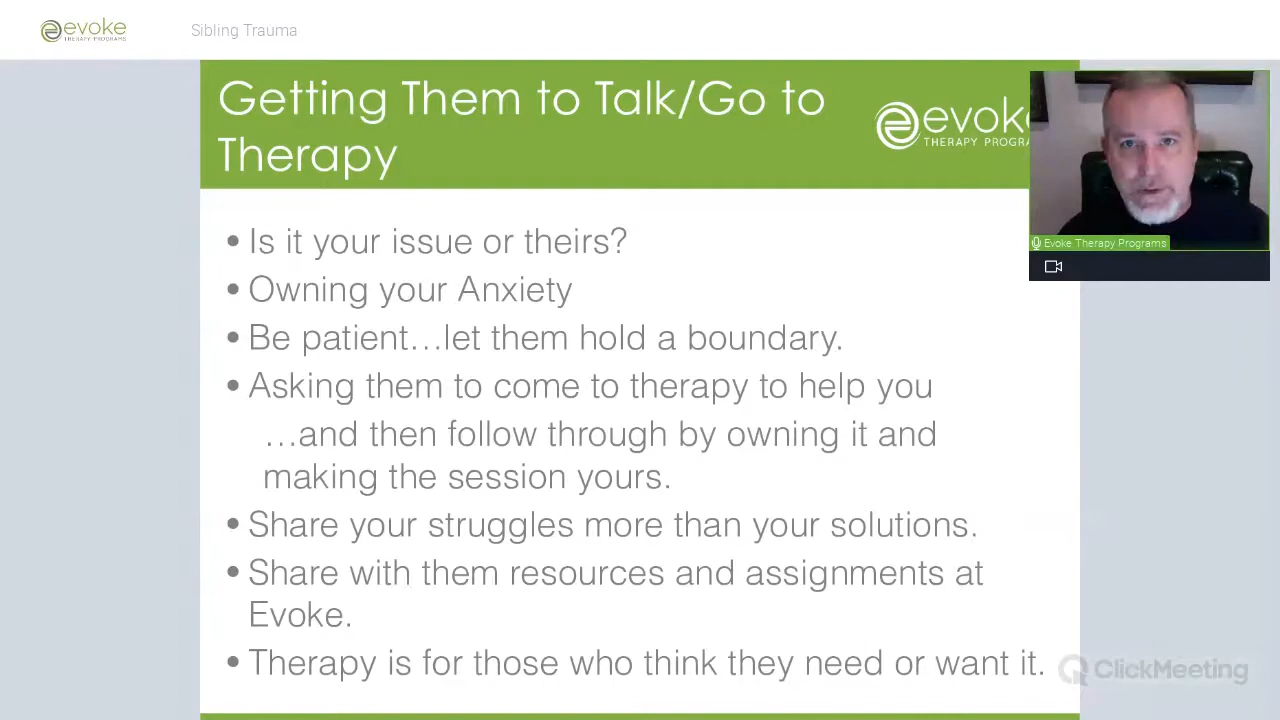 evoke
THERAPY PROGRAMS
Sibling Trauma
Getting Them to Talk/Go to
Therapy
evoke
THERAPY PROGRA
Evoke Therapy Programs
• Is it your issue or theirs?
• Owning your Anxiety
• Be patient…let them hold a boundary.
• Asking them to come to therapy to help you
…and then follow through by owning it and
making the session yours.
• Share your struggles more than your solutions.
• Share with them resources and assignments at
Evoke.
• Therapy is for those who think they need or want it.
ClickMeeting